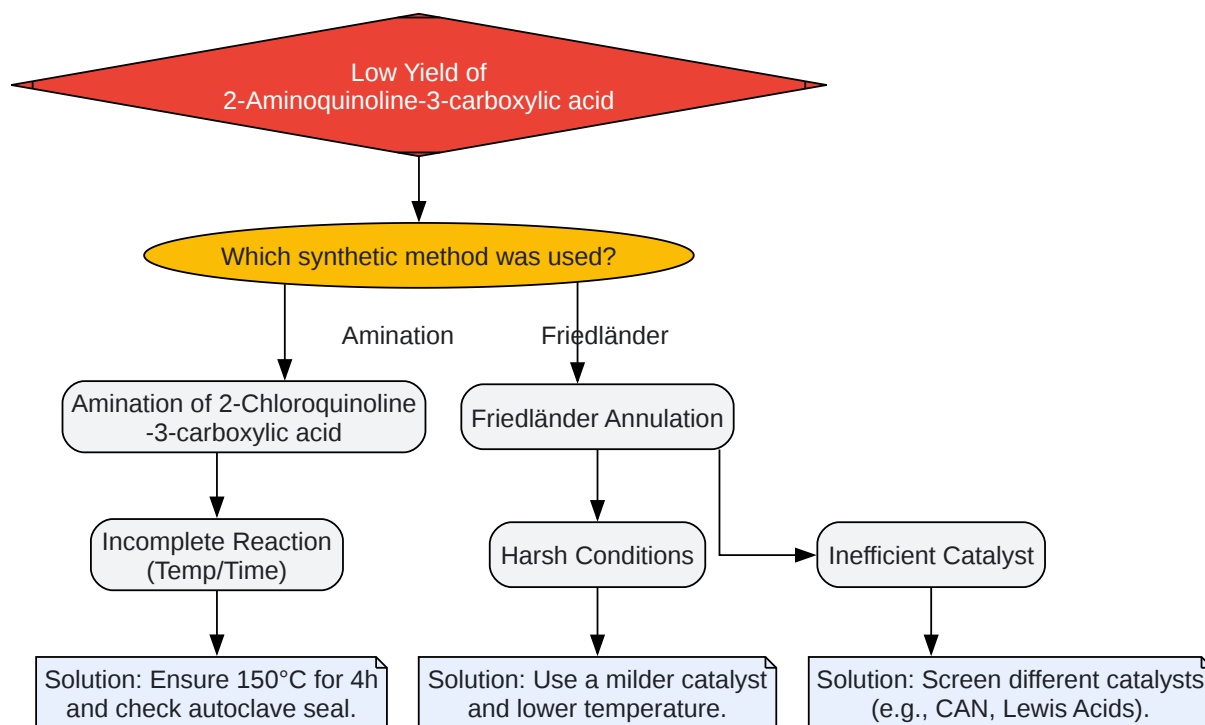 Low Yield of
2-Aminoquinoline-3-carboxylic acid
Which synthetic method was used?
Amination
Friedländer
Amination of 2-Chloroquinoline
-3-carboxylic acid
Friedländer Annulation
Incomplete Reaction
(Temp/Time)
Harsh Conditions
Inefficient Catalyst
Solution: Ensure 150°C for 4h
and check autoclave seal.
Solution: Use a milder catalyst
and lower temperature.
Solution: Screen different catalysts
(e.g., CAN, Lewis Acids).